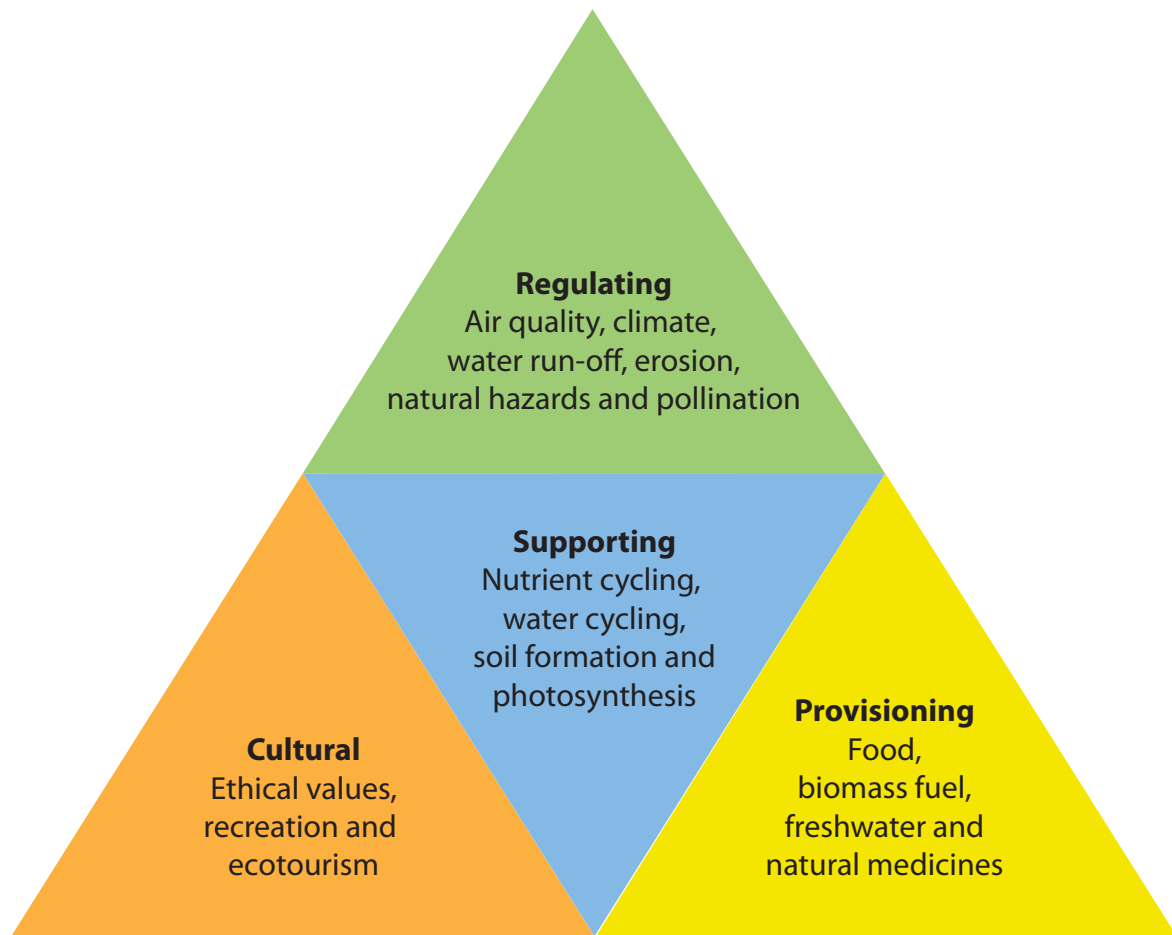 Regulating
Air quality, climate,
water run-off, erosion,
natural hazards and pollination
Supporting
Nutrient cycling,
water cycling,
soil formation and
photosynthesis
Cultural
Ethical values,
recreation and
ecotourism
Provisioning
Food,
biomass fuel,
freshwater and
natural medicines